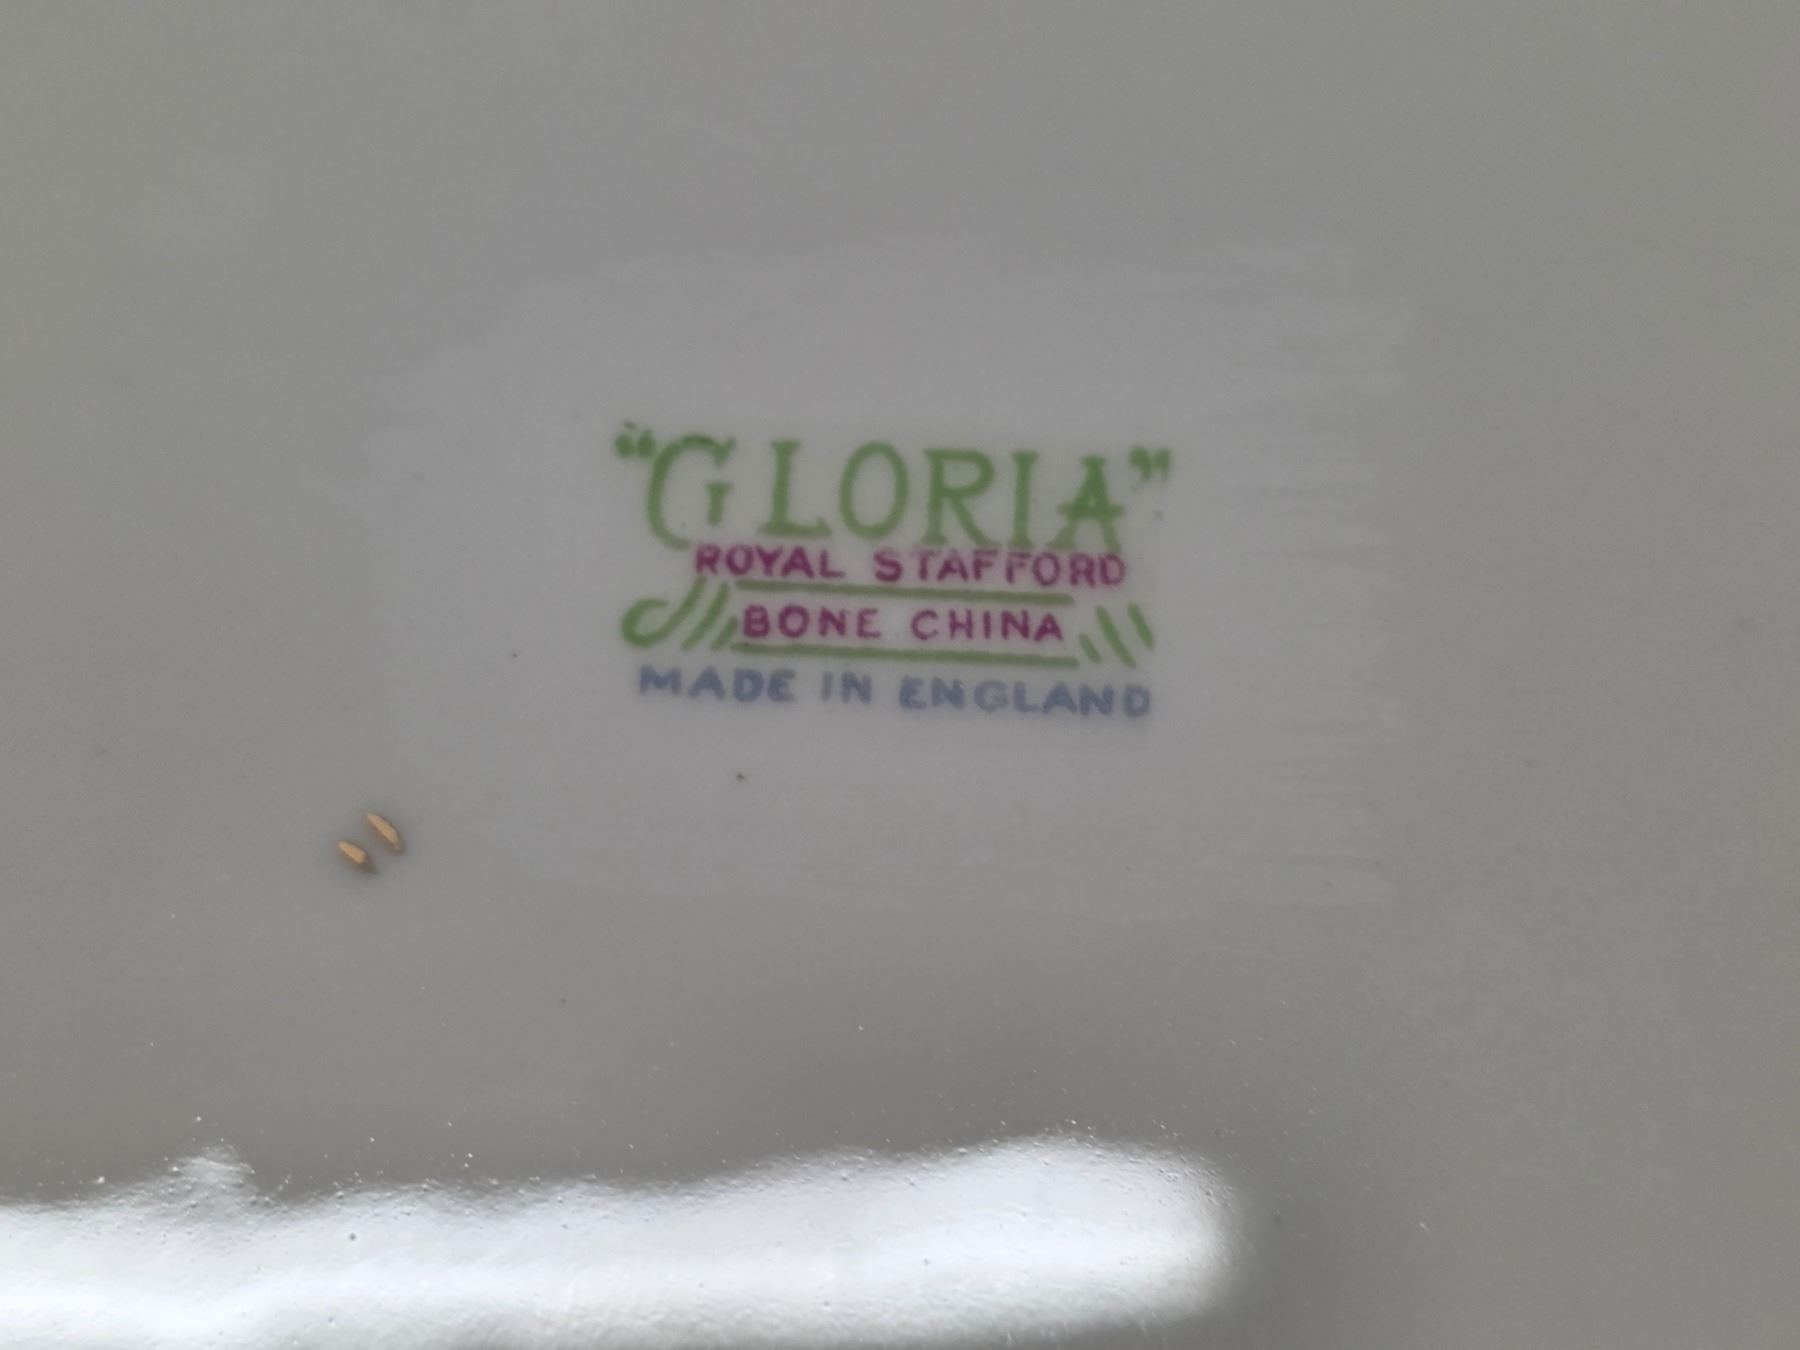 "GLORIA"
ROYAL STAFFORD
BONE CHINA
MADE IN ENGLAND